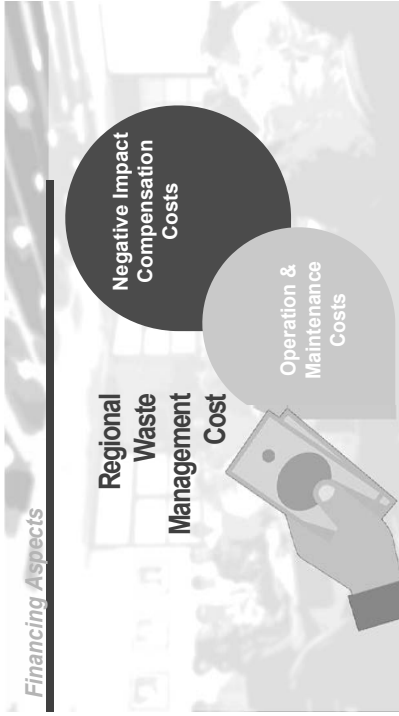 Financing Aspects
Regional
Waste
Management
Cost
Negative Impact
Compensation
Costs
Operation &
Maintenance
Costs